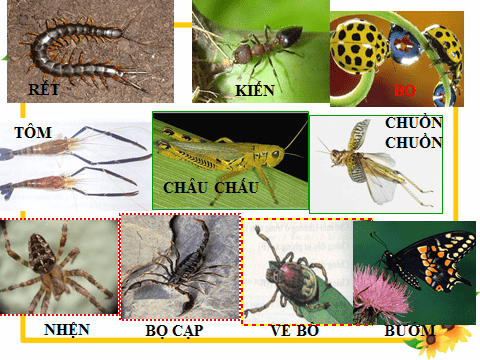 RẾT
KIẾN
BỌ
TÔM
CHÂU CHẤU
CHUỒN
CHUỒN
NHỆN
BỌ CẠP
VE BÒ
BƯỚM